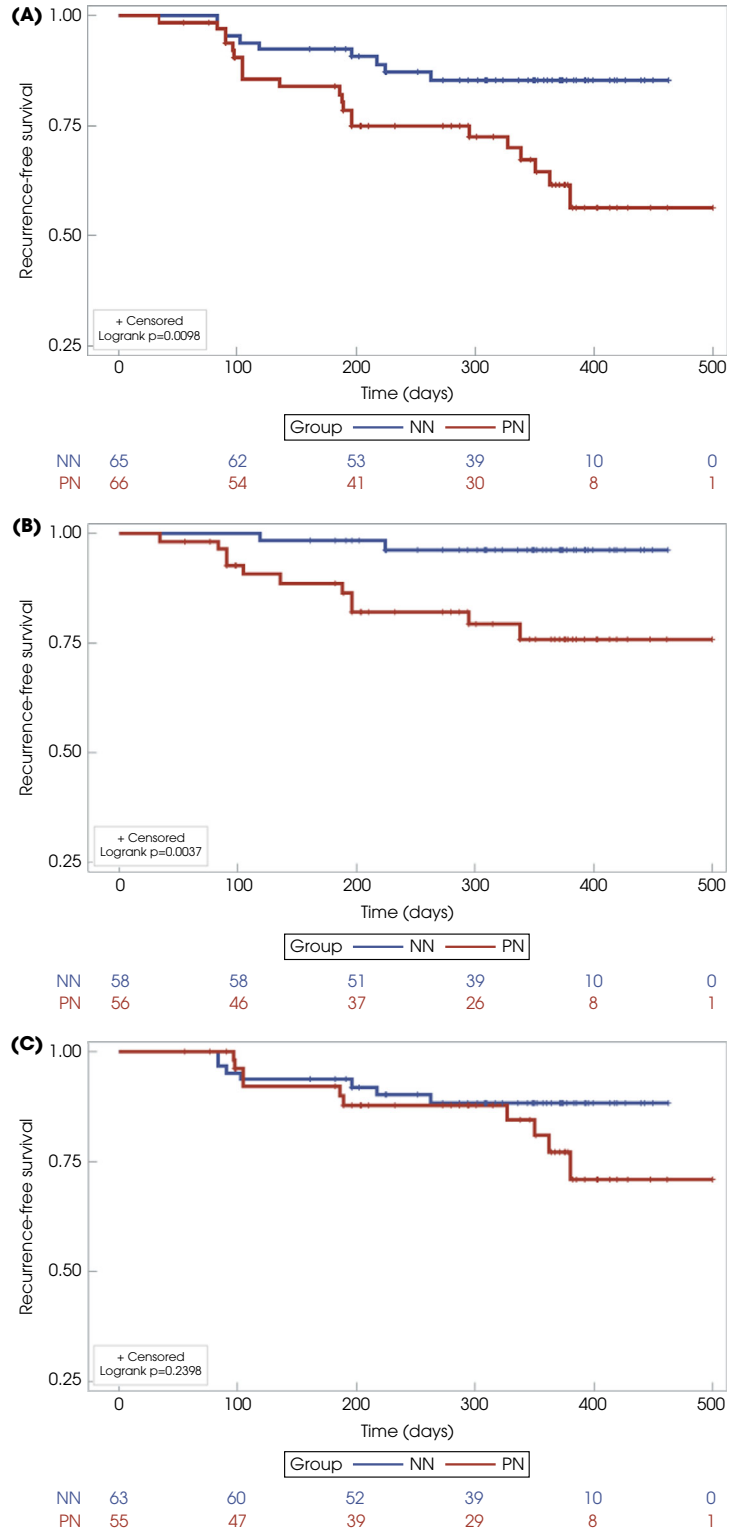 (A)
1.00
0.75
0.50
0.25
Recurrence-free survival
+ Censored
Logrank p=0.0098
0 100 200 300 400 500
Time (days)
Group NN PN
NN 65 62 53 39 10 0
PN 66 54 41 30 8 1
(B)
1.00
0.75
0.50
0.25
Recurrence-free survival
+ Censored
Logrank p=0.0037
0 100 200 300 400 500
Time (days)
Group NN PN
NN 58 58 51 39 10 0
PN 56 46 37 26 8 1
(C)
1.00
0.75
0.50
0.25
Recurrence-free survival
+ Censored
Logrank p=0.2398
0 100 200 300 400 500
Time (days)
Group NN PN
NN 63 60 52 39 10 0
PN 55 47 39 29 8 1